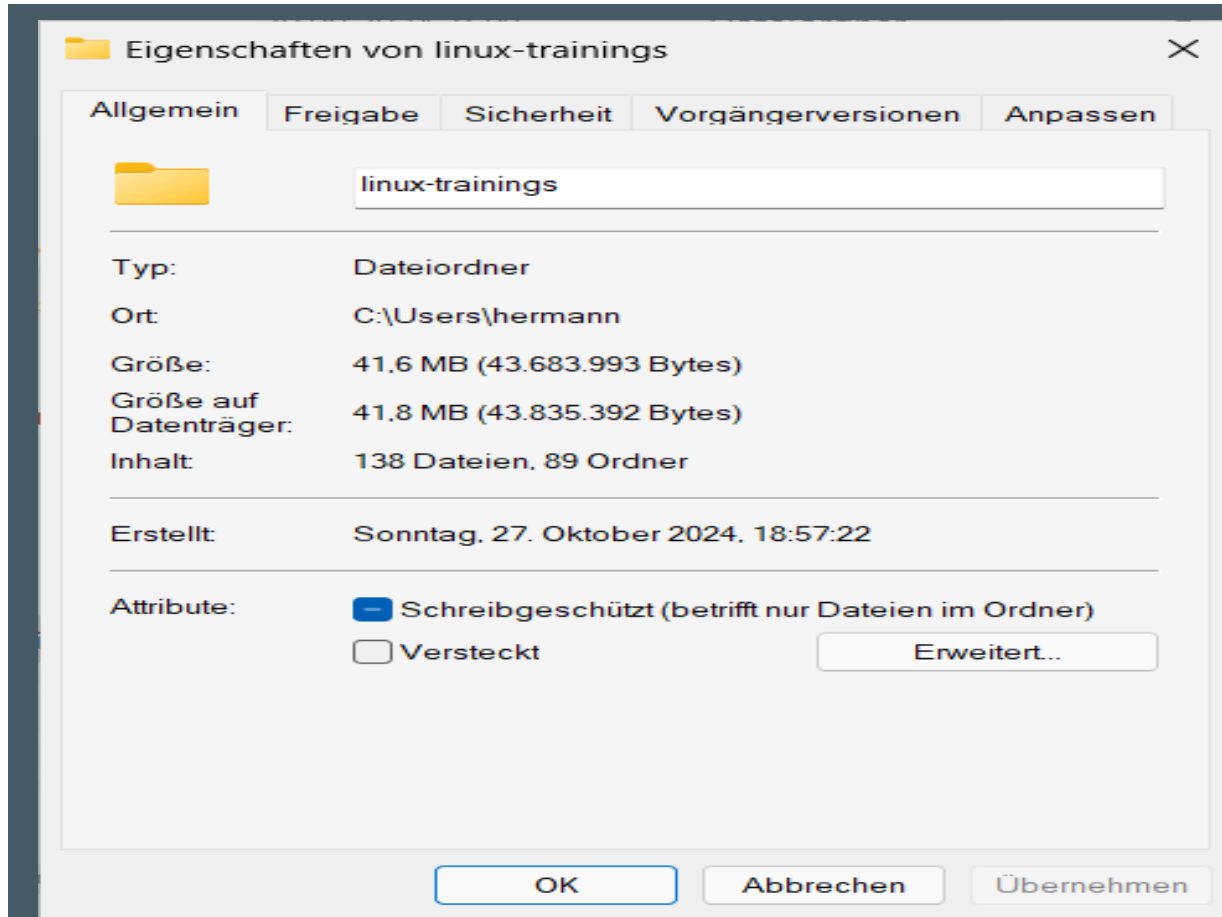 Eigenschaften von linux-trainings
Allgemein Freigabe Sicherheit Vorgängerversionen Anpassen
linux-trainings
Typ: Dateiordner
Ort: C:\Users\hermann
Größe: 41,6 MB (43.683.993 Bytes)
Größe auf
Datenträger: 41,8 MB (43.835.392 Bytes)
Inhalt: 138 Dateien, 89 Ordner
Erstellt: Sonntag, 27. Oktober 2024, 18:57:22
Attribute: Schreibgeschützt (betrifft nur Dateien im Ordner)
Versteckt Erweitert...
OK Abbrechen Übernehmen